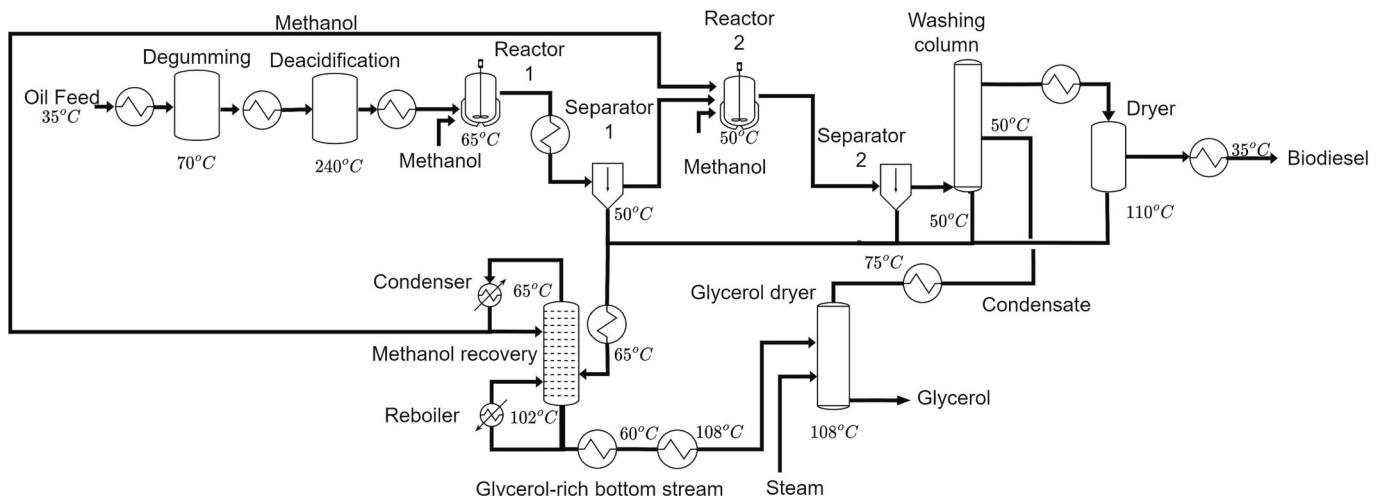 Methanol
Reactor
2
Washing
column
Degumming
Deacidification
Reactor
1
Oil Feed
35°C
Separator
1
Dryer
65°C
50°C
50°C
Separator
2
35°C
Biodiesel
Methanol
Methanol
70°C
240°C
50°C
50°C
110°C
75°C
Condenser
65°C
Glycerol dryer
Condensate
Methanol recovery
65°C
Reboiler
102°C
60°C
108°C
Glycerol
108°C
Glycerol-rich bottom stream
Steam